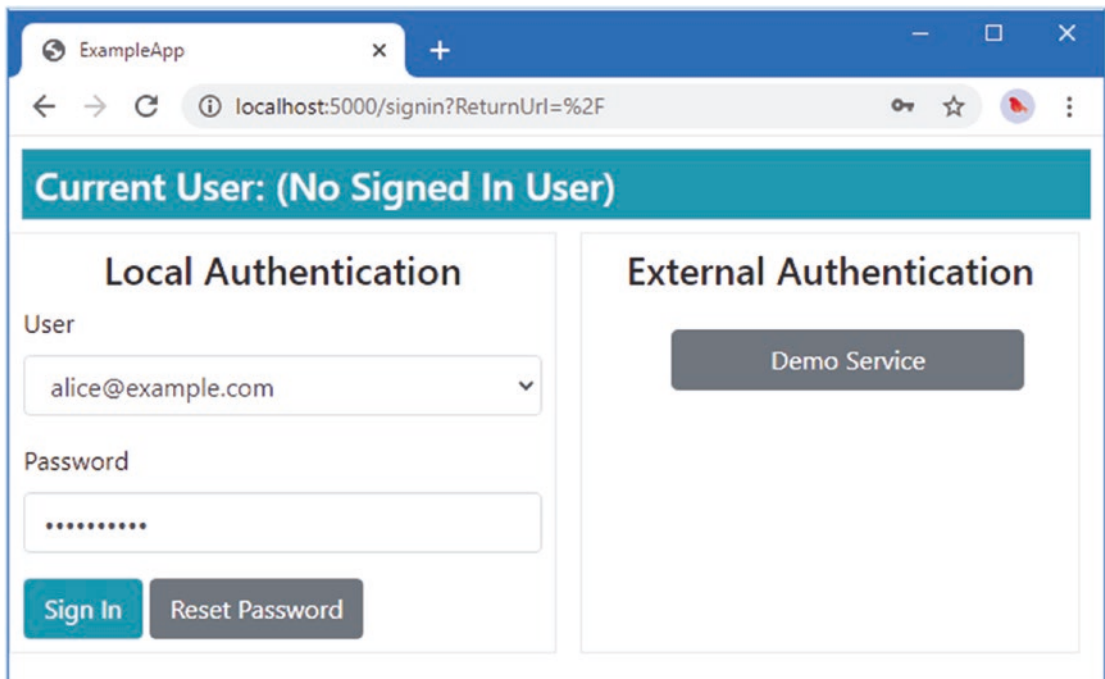 ExampleApp
localhost:5000/signin?ReturnUrl=%2F
Current User: (No Signed In User)
Local Authentication
User
alice@example.com
Password
••••••••••
Sign In Reset Password
External Authentication
Demo Service